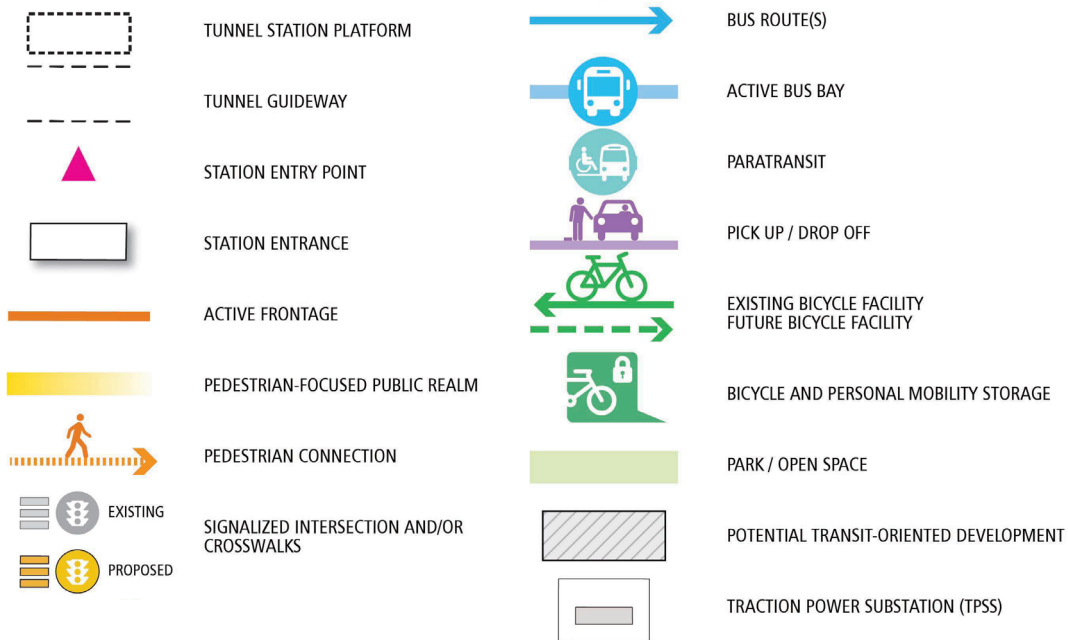 TUNNEL STATION PLATFORM
TUNNEL GUIDEWAY
STATION ENTRY POINT
STATION ENTRANCE
ACTIVE FRONTAGE
PEDESTRIAN-FOCUSED PUBLIC REALM
PEDESTRIAN CONNECTION
EXISTING
SIGNALIZED INTERSECTION AND/OR
CROSSWALKS
PROPOSED
BUS ROUTE(S)
ACTIVE BUS BAY
PARATRANSIT
PICK UP / DROP OFF
EXISTING BICYCLE FACILITY
FUTURE BICYCLE FACILITY
BICYCLE AND PERSONAL MOBILITY STORAGE
PARK / OPEN SPACE
POTENTIAL TRANSIT-ORIENTED DEVELOPMENT
TRACTION POWER SUBSTATION (TPSS)